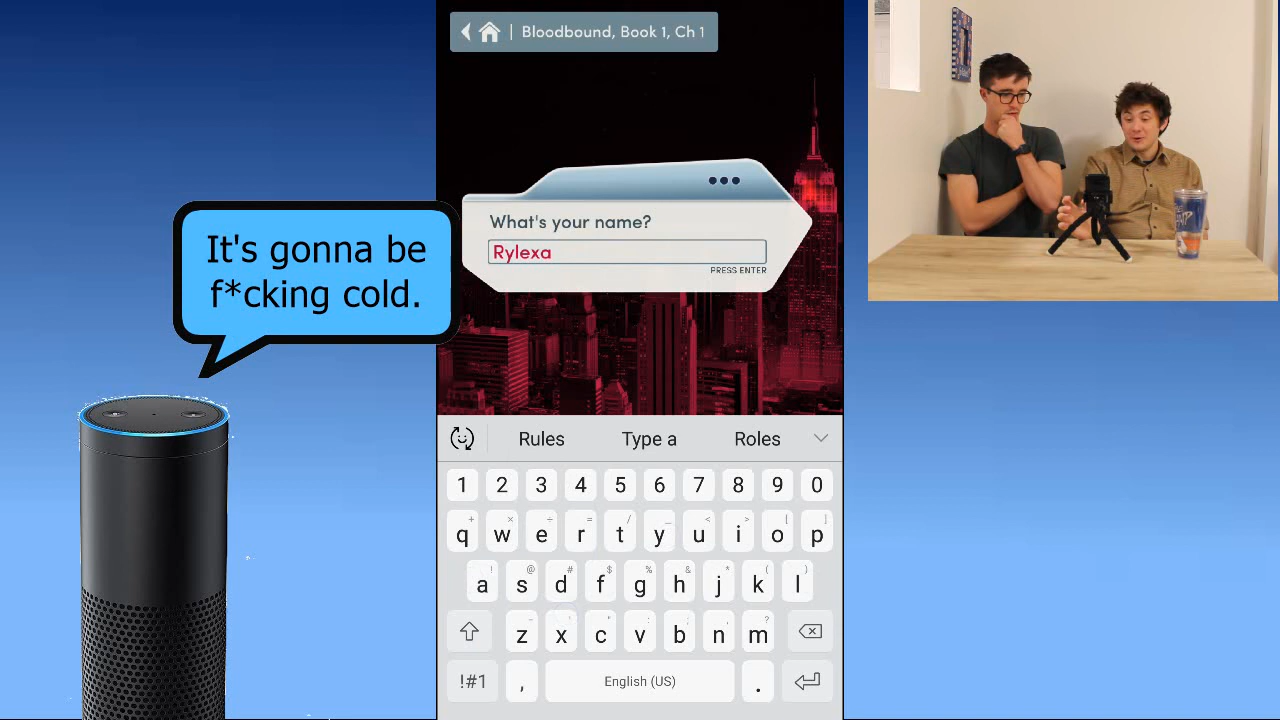 Bloodbound, Book 1, Ch 1
What's your name?
Rylexa
PRESS ENTER
It's gonna be
f*cking cold.
Rules Type a Roles
1 2 3 4 5 6 7 8 9 0
q w e r t y u i o p
a s d f g h j k l
z x c v b n m
!#1 , English (US) .